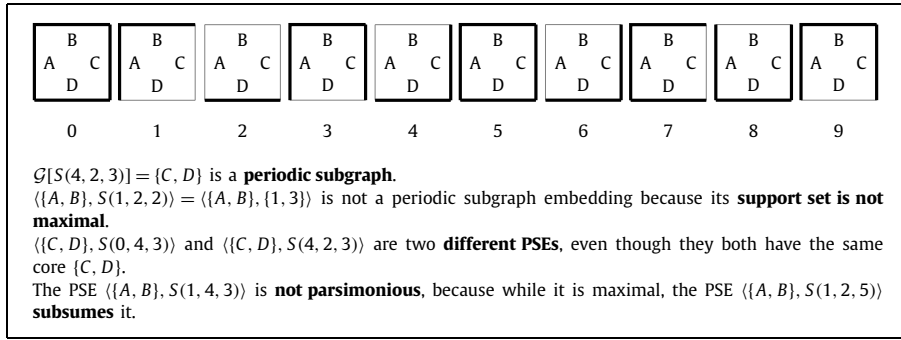 B B B B B B B B B B
A C A C A C A C A C A C A C A C A C A C
D D D D D D D D D D
0 1 2 3 4 5 6 7 8 9
𝒢[S(4, 2, 3)] = {C, D} is a periodic subgraph.
⟨{A, B}, S(1, 2, 2)⟩ = ⟨{A, B}, {1, 3}⟩ is not a periodic subgraph embedding because its support set is not
maximal.
⟨{C, D}, S(0, 4, 3)⟩ and ⟨{C, D}, S(4, 2, 3)⟩ are two different PSEs, even though they both have the same
core {C, D}.
The PSE ⟨{A, B}, S(1, 4, 3)⟩ is not parsimonious, because while it is maximal, the PSE ⟨{A, B}, S(1, 2, 5)⟩
subsumes it.